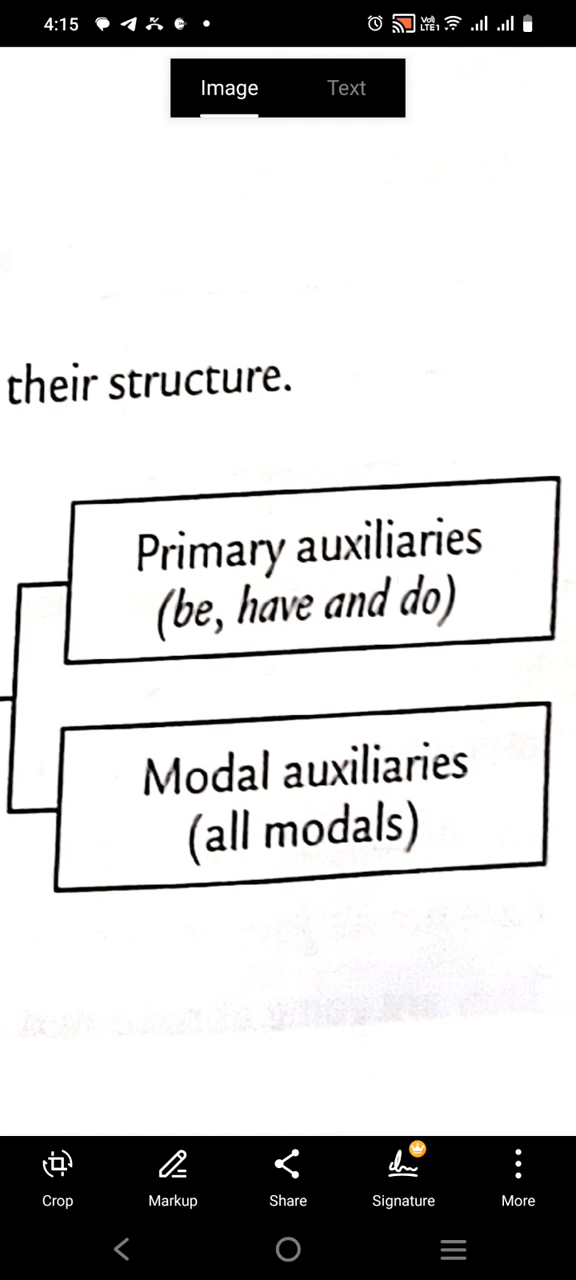 4:15
Image Text
their structure.
Primary auxiliaries
(be, have and do)
Modal auxiliaries
(all modals)
Crop Markup Share Signature More